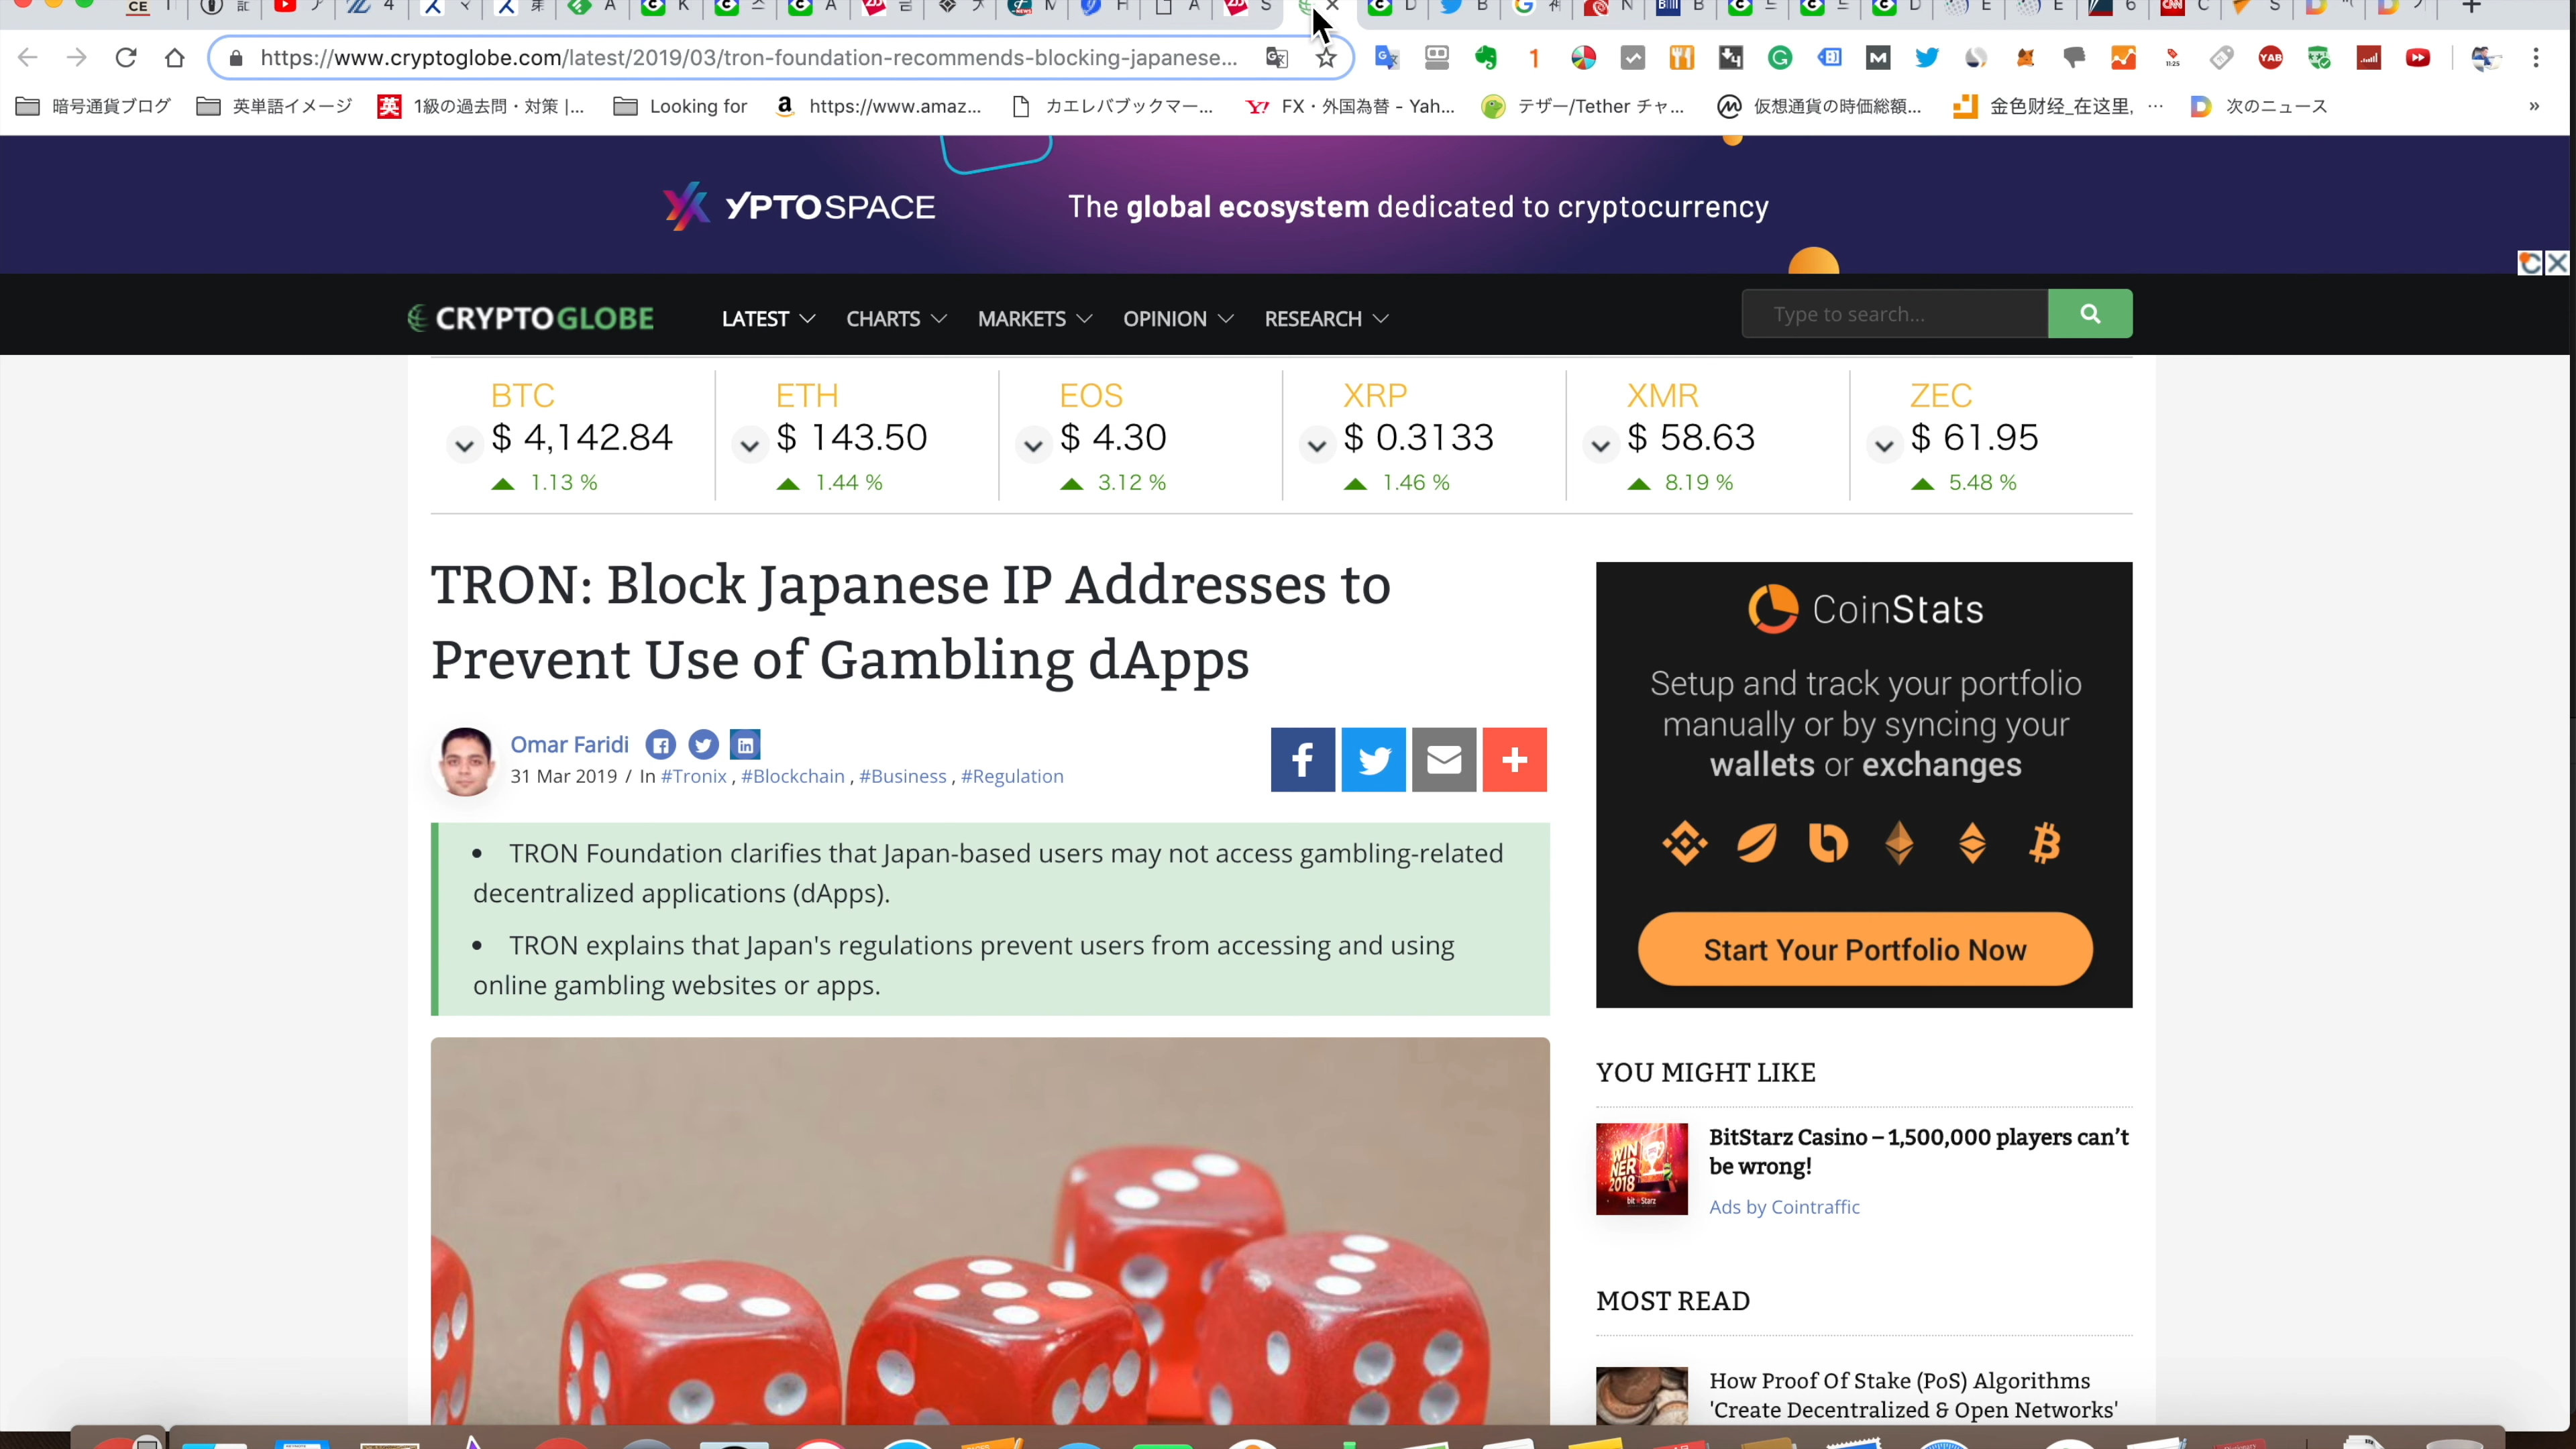 https://www.cryptoglobe.com/latest/2019/03/tron-foundation-recommends-blocking-japanese...
暗号通貨ブログ
英単語イメージ
英 1級の過去問・対策 |...
Looking for
https://www.amaz...
カエレバブックマー...
Y! FX・外国為替 - Yah...
テザー/Tether チャ...
仮想通貨の時価総額...
金色财经_在这里, ...
次のニュース
»
YPTOSPACE
The global ecosystem dedicated to cryptocurrency
CRYPTOGLOBE
LATEST
CHARTS
MARKETS
OPINION
RESEARCH
Type to search...
BTC
$ 4,142.84
1.13 %
ETH
$ 143.50
1.44 %
EOS
$ 4.30
3.12 %
XRP
$ 0.3133
1.46 %
XMR
$ 58.63
8.19 %
ZEC
$ 61.95
5.48 %
TRON: Block Japanese IP Addresses to
Prevent Use of Gambling dApps
Omar Faridi
31 Mar 2019 / In #Tronix , #Blockchain , #Business , #Regulation
• TRON Foundation clarifies that Japan-based users may not access gambling-related
decentralized applications (dApps).
• TRON explains that Japan's regulations prevent users from accessing and using
online gambling websites or apps.
CoinStats
Setup and track your portfolio
manually or by syncing your
wallets or exchanges
Start Your Portfolio Now
YOU MIGHT LIKE
WIN
NER
2018
BitStarz Casino – 1,500,000 players can’t
be wrong!
Ads by Cointraffic
MOST READ
How Proof Of Stake (PoS) Algorithms
'Create Decentralized & Open Networks'